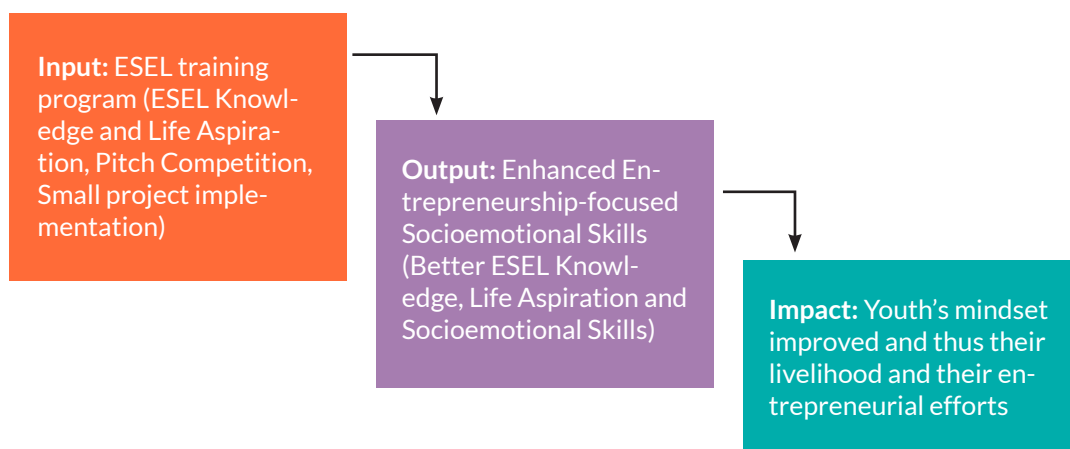 Input: ESEL training
program (ESEL Knowl-
edge and Life Aspira-
tion, Pitch Competition,
Small project imple-
mentation)
Output: Enhanced En-
trepreneurship-focused
Socioemotional Skills
(Better ESEL Knowl-
edge, Life Aspiration and
Socioemotional Skills)
Impact: Youth’s mindset
improved and thus their
livelihood and their en-
trepreneurial efforts